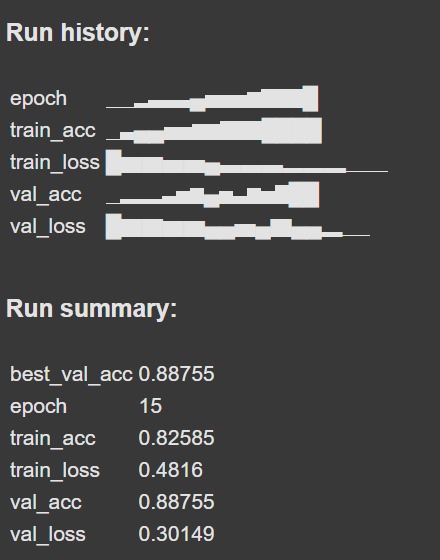 Run history:
epoch
train_acc
train_loss
val_acc
val_loss
Run summary:
best_val_acc 0.88755
epoch 15
train_acc 0.82585
train_loss 0.4816
val_acc 0.88755
val_loss 0.30149